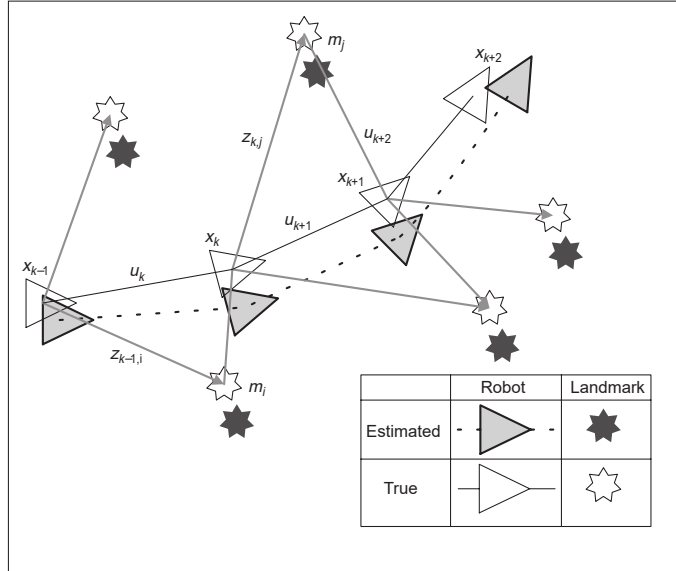 m_j
x_{k+2}
z_{k,j}
u_{k+2}
x_{k+1}
x_k
u_{k+1}
x_{k–1}
u_k
z_{k–1,i}
m_i
Robot Landmark
Estimated
True